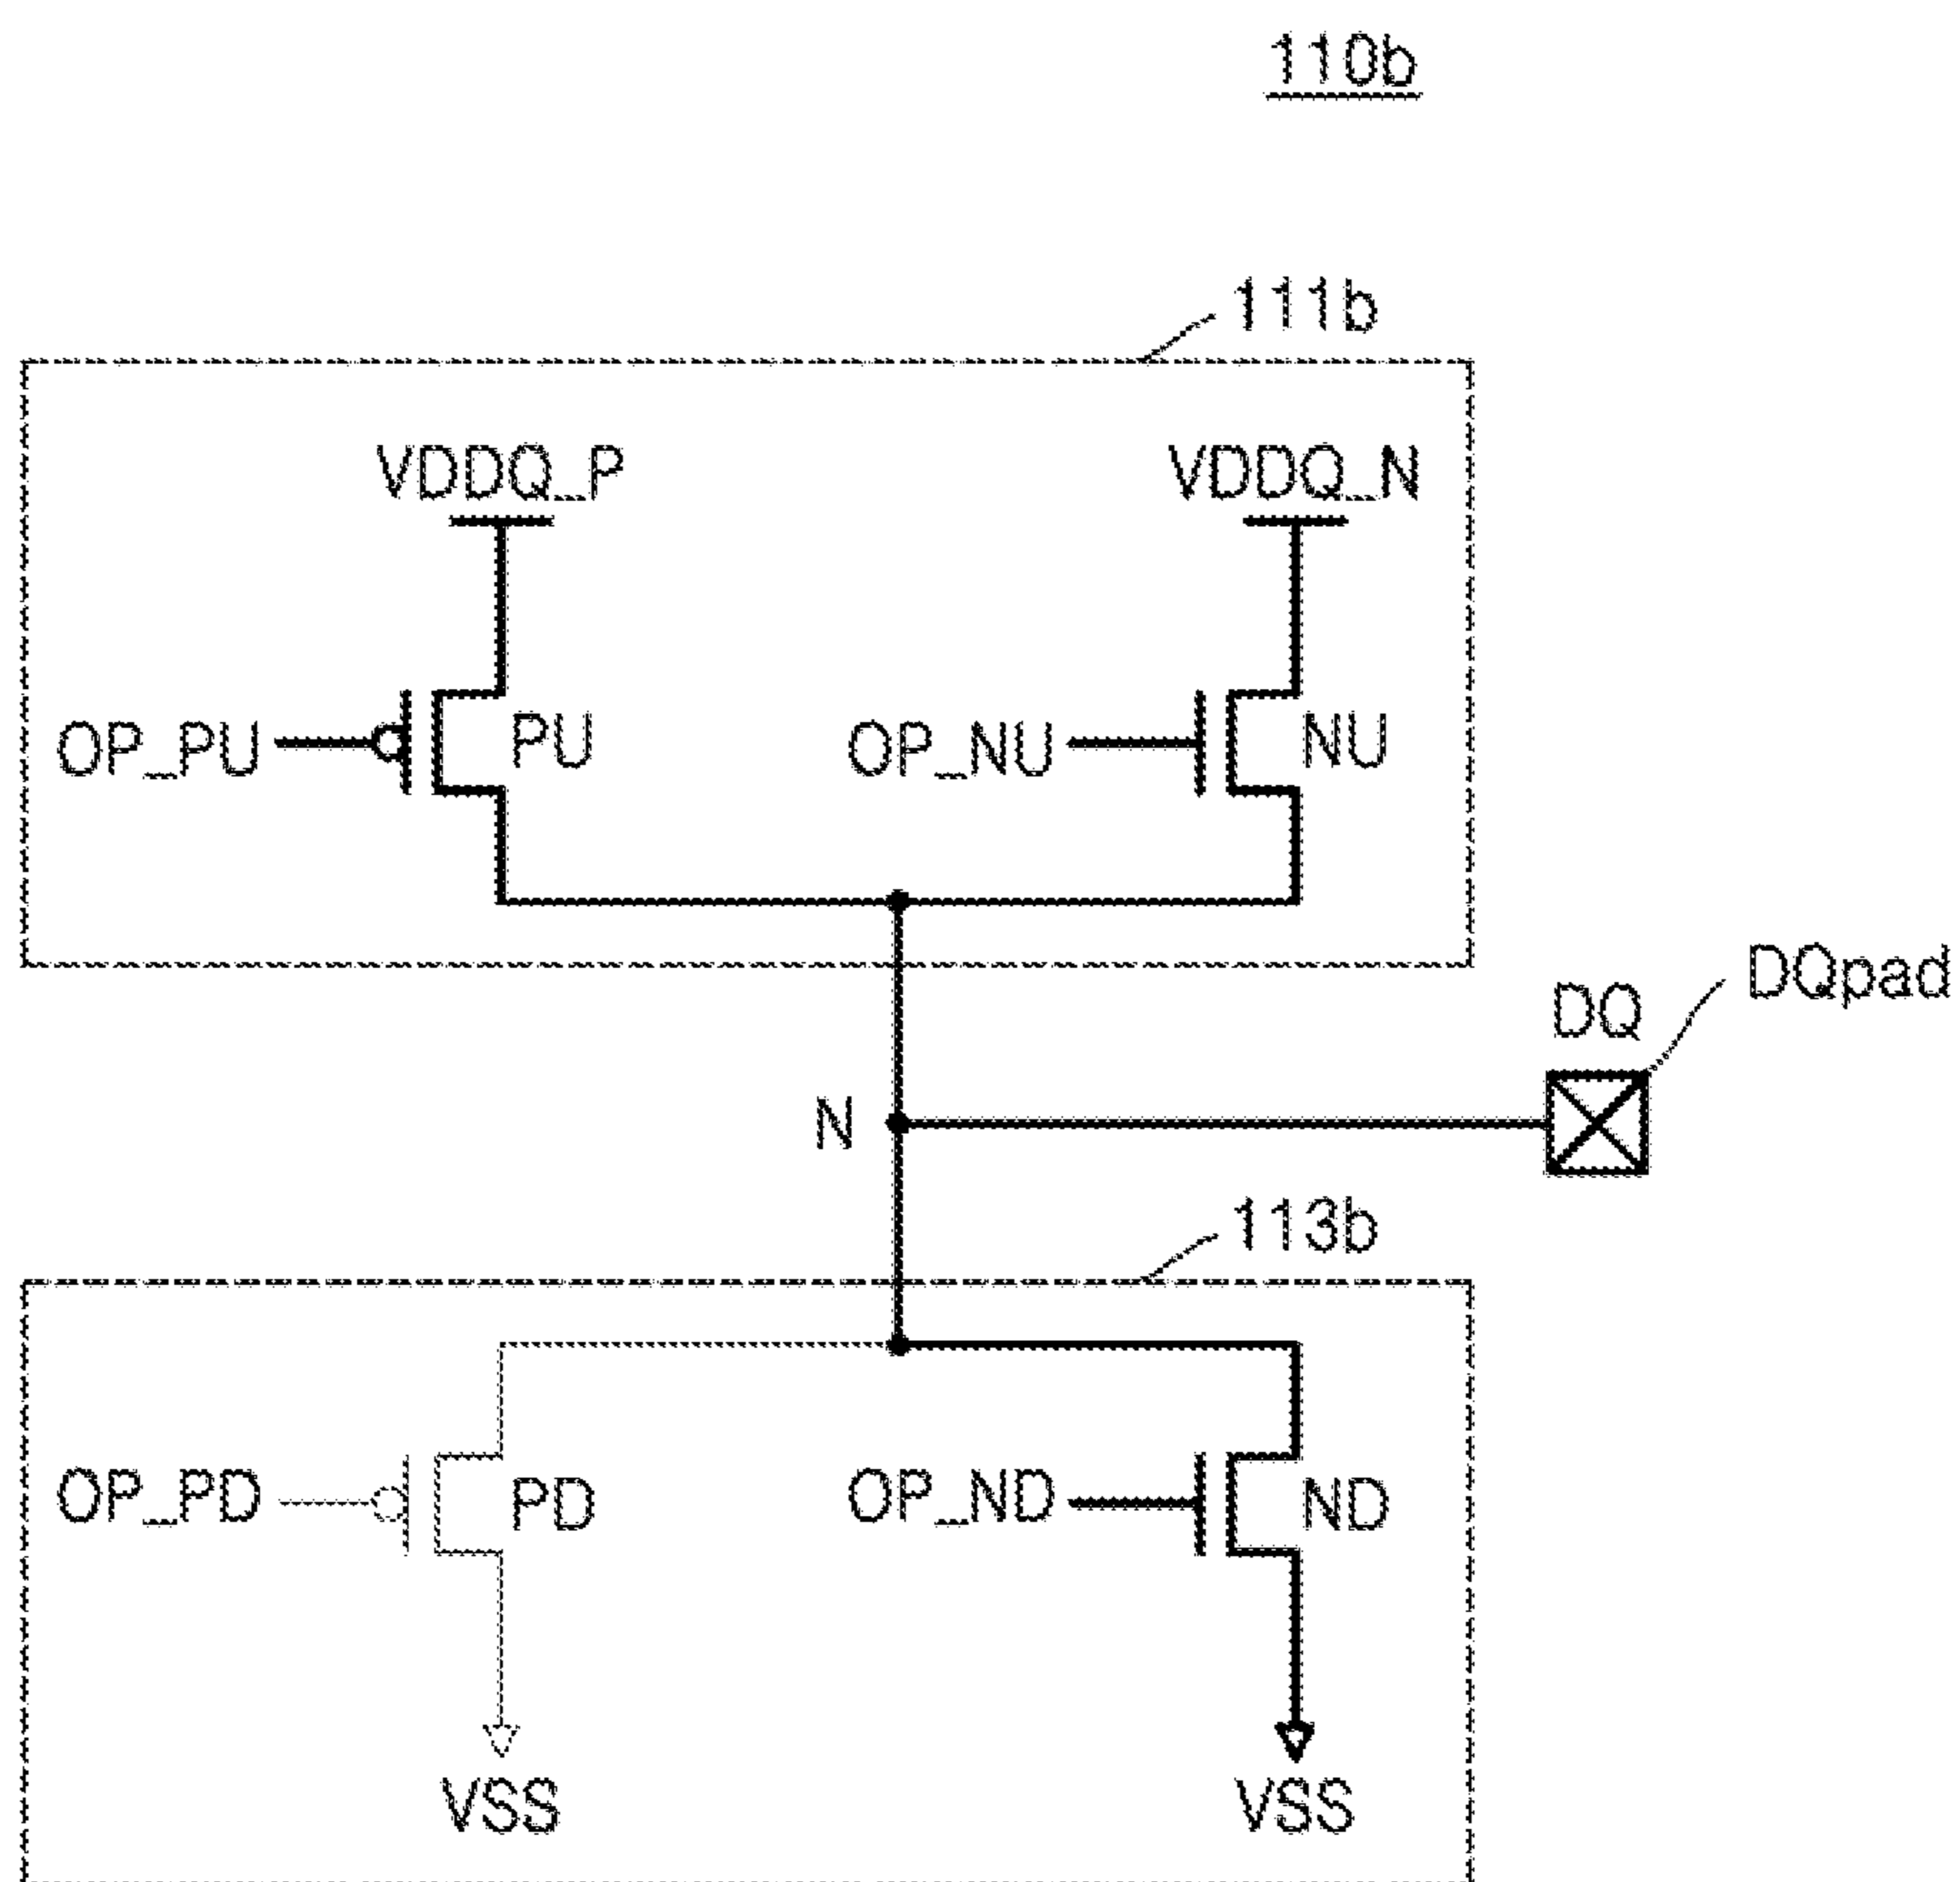 110b
111b
VDDQ_P VDDQ_N
OP_PU PU OP_NU NU
DQpad
DQ
N
113b
OP_PD PD OP_ND ND
VSS VSS